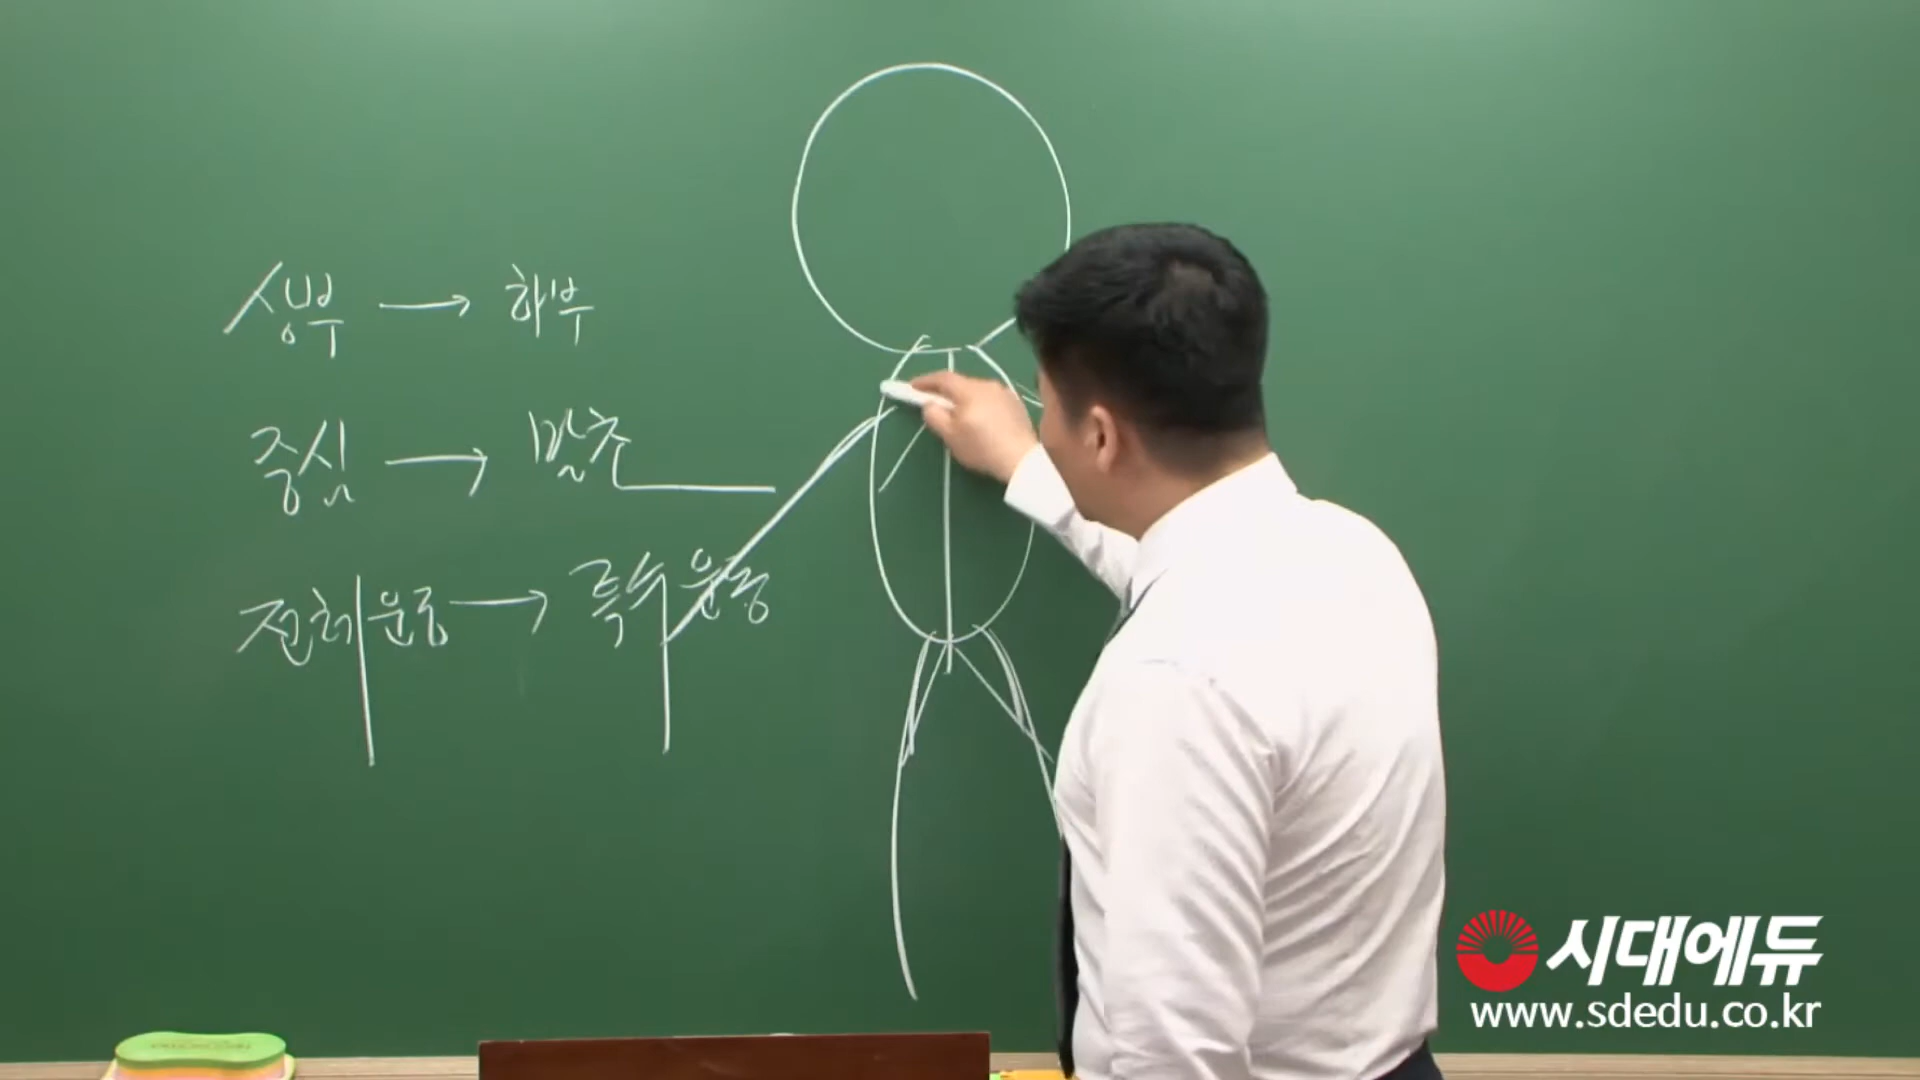 상부 → 하부
중심 → 말초
전체운동 → 특수운동
시대에듀
www.sdedu.co.kr